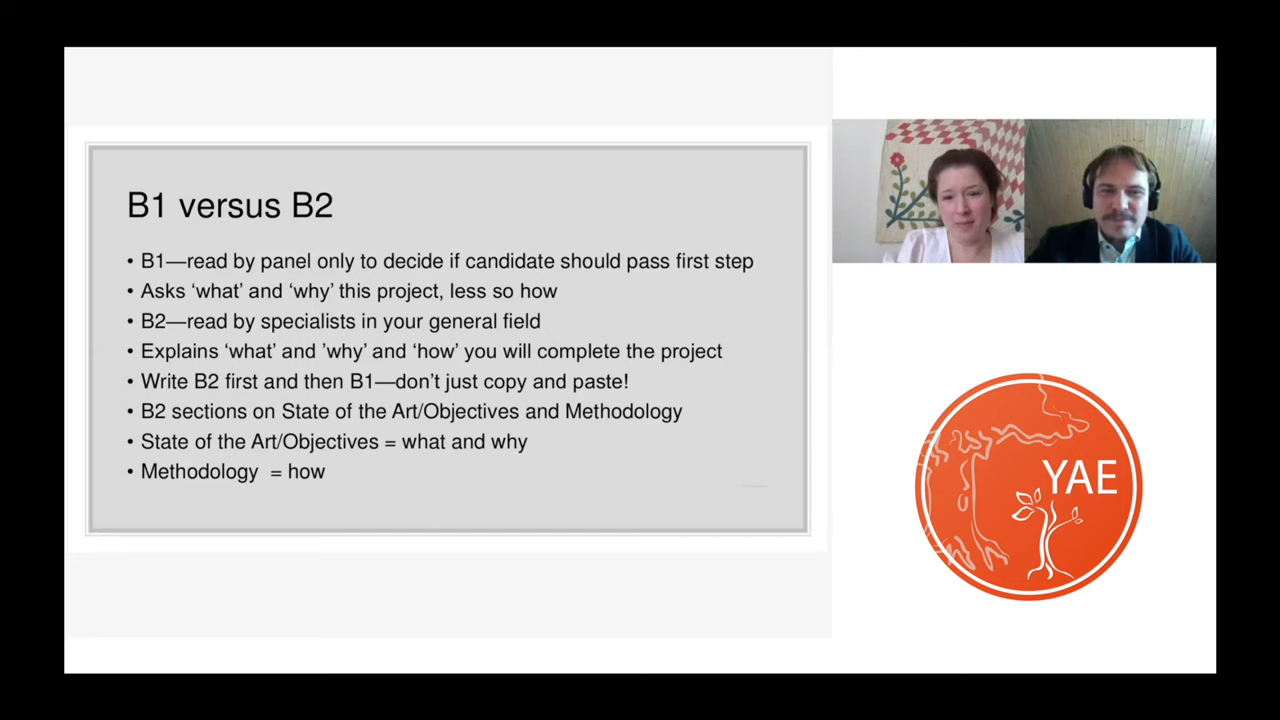 B1 versus B2
• B1—read by panel only to decide if candidate should pass first step
• Asks ‘what’ and ‘why’ this project, less so how
• B2—read by specialists in your general field
• Explains ‘what’ and ’why’ and ‘how’ you will complete the project
• Write B2 first and then B1—don’t just copy and paste!
• B2 sections on State of the Art/Objectives and Methodology
• State of the Art/Objectives = what and why
• Methodology  = how
YAE